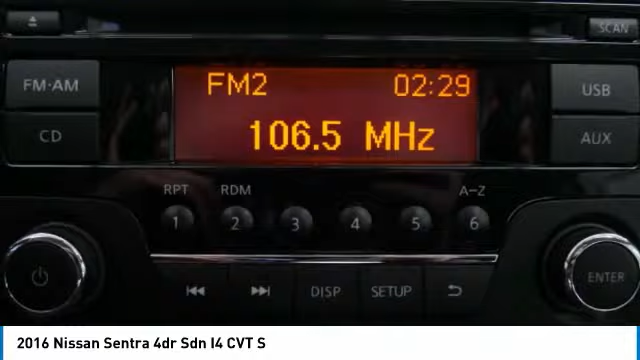 SCAN
FM·AM
FM2 02:29
USB
CD
106.5 MHz
AUX
RPT RDM A-Z
1 2 3 4 5 6
DISP SETUP
ENTER
2016 Nissan Sentra 4dr Sdn I4 CVT S